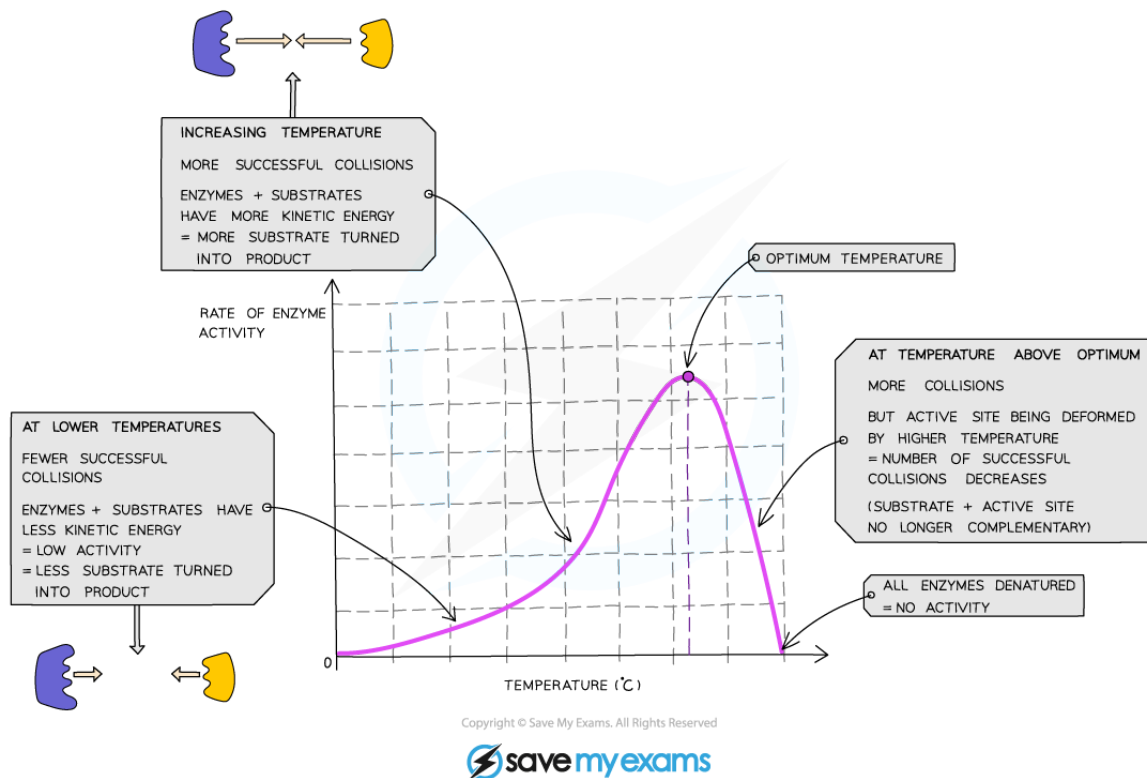 INCREASING TEMPERATURE
MORE SUCCESSFUL COLLISIONS
ENZYMES + SUBSTRATES
HAVE MORE KINETIC ENERGY
= MORE SUBSTRATE TURNED
INTO PRODUCT
OPTIMUM TEMPERATURE
RATE OF ENZYME
ACTIVITY
AT TEMPERATURE ABOVE OPTIMUM
MORE COLLISIONS
BUT ACTIVE SITE BEING DEFORMED
BY HIGHER TEMPERATURE
= NUMBER OF SUCCESSFUL
COLLISIONS DECREASES
(SUBSTRATE + ACTIVE SITE
NO LONGER COMPLEMENTARY)
AT LOWER TEMPERATURES
FEWER SUCCESSFUL
COLLISIONS
ENZYMES + SUBSTRATES HAVE
LESS KINETIC ENERGY
= LOW ACTIVITY
= LESS SUBSTRATE TURNED
INTO PRODUCT
ALL ENZYMES DENATURED
= NO ACTIVITY
0
TEMPERATURE (°C)
Copyright © Save My Exams. All Rights Reserved
savemyexams